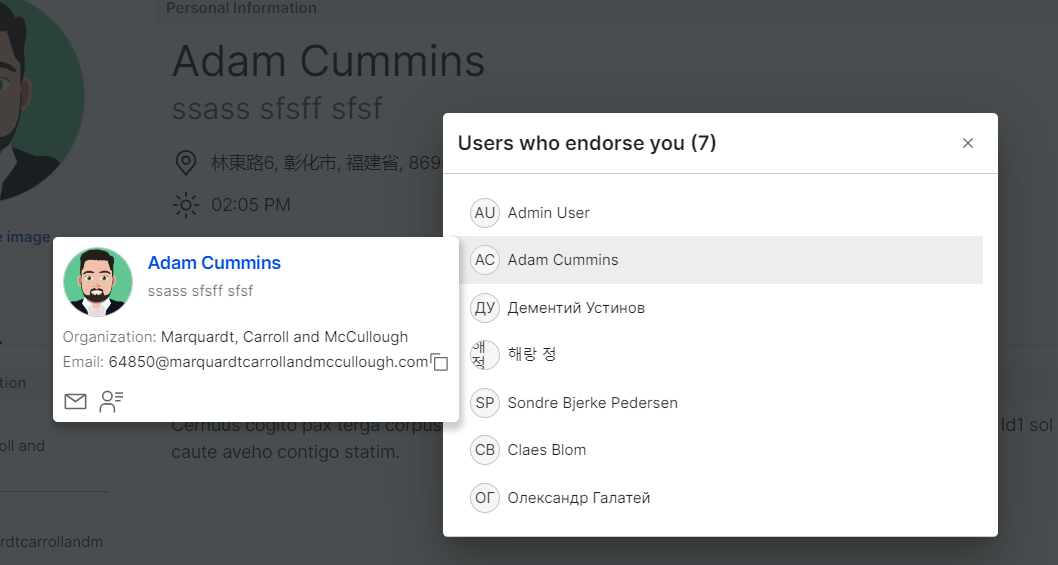 Personal Information
Adam Cummins
ssass sfsff sfsf
林東路6, 彰化市, 福建省, 869
02:05 PM
image
Adam Cummins
ssass sfsff sfsf
Organization: Marquardt, Carroll and McCullough
Email: 64850@marquardtcarrollandmccullough.com
Users who endorse you (7)
AU Admin User
AC Adam Cummins
ДУ Дементий Устинов
해정 해랑 정
SP Sondre Bjerke Pedersen
CB Claes Blom
ОГ Олександр Галатей
Cernuus cogito pax terga corpus
Id1 sol
caute aveho contigo statim.
tion
oll and
rdtcarrollandm